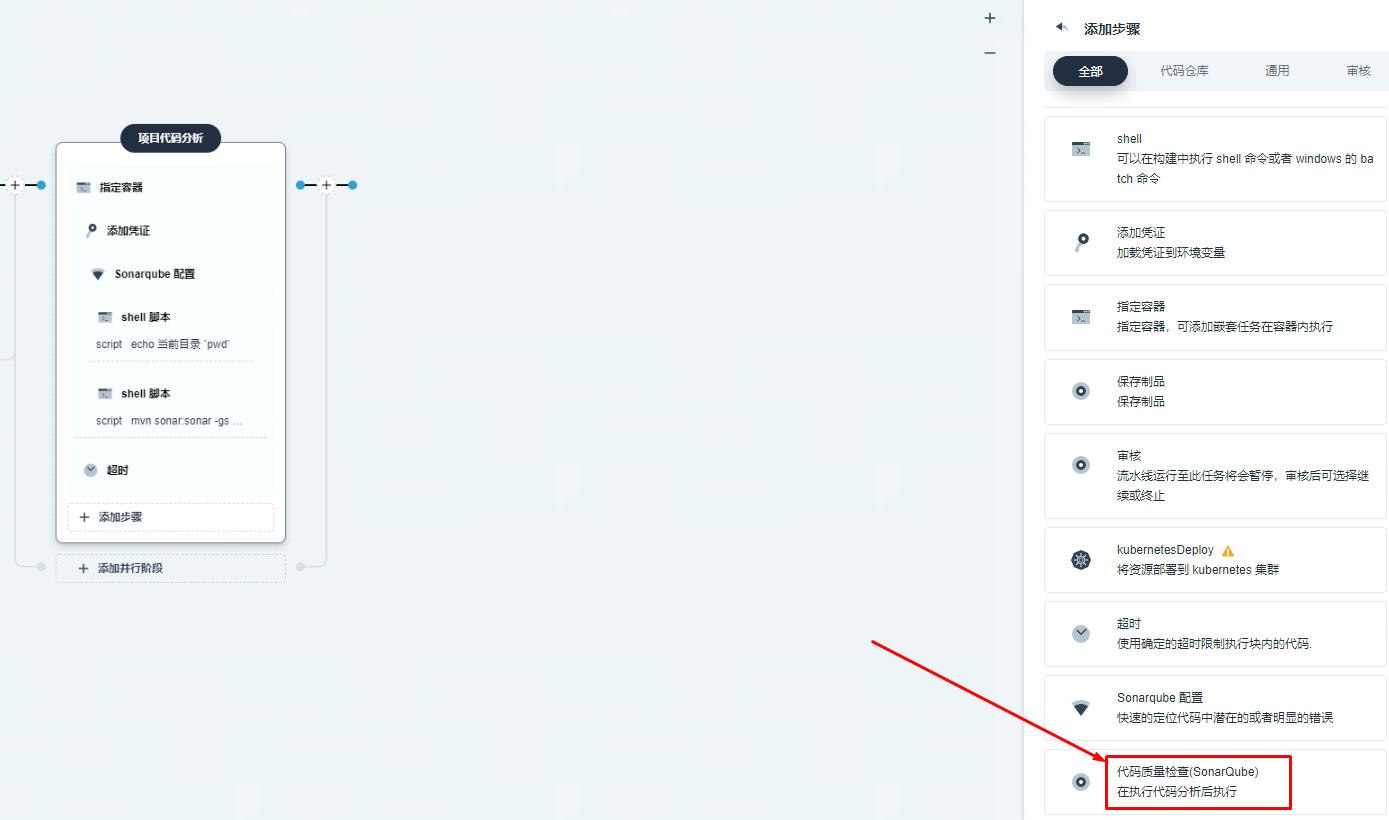 项目代码分析
指定容器
添加凭证
Sonarqube 配置
shell 脚本
script echo 当前目录 `pwd`
shell 脚本
script mvn sonar:sonar -gs ...
超时
+ 添加步骤
+ 添加并行阶段
添加步骤
全部 代码仓库 通用 审核
shell
可以在构建中执行 shell 命令或者 windows 的 ba
tch 命令
添加凭证
加载凭证到环境变量
指定容器
指定容器，可添加嵌套任务在容器内执行
保存制品
保存制品
审核
流水线运行至此任务将会暂停，审核后可选择继
续或终止
kubernetesDeploy
将资源部署到 kubernetes 集群
超时
使用确定的超时限制执行块内的代码.
Sonarqube 配置
快速的定位代码中潜在的或者明显的错误
代码质量检查(SonarQube)
在执行代码分析后执行